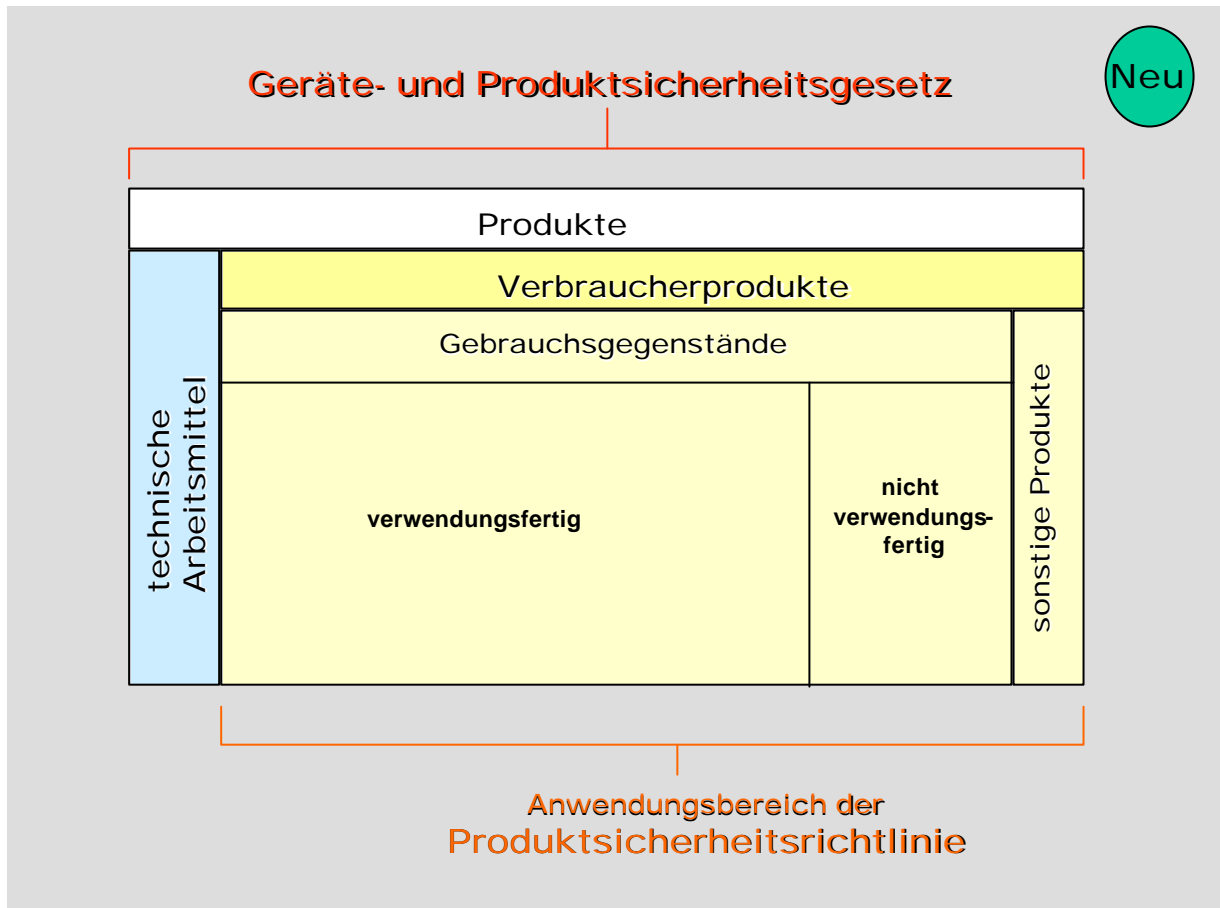 Geräte- und Produktsicherheitsgesetz
Neu
Produkte
Verbraucherprodukte
Gebrauchsgegenstände
technische
Arbeitsmittel
verwendungsfertig
nicht
verwendungs-
fertig
sonstige Produkte
Anwendungsbereich der
Produktsicherheitsrichtlinie